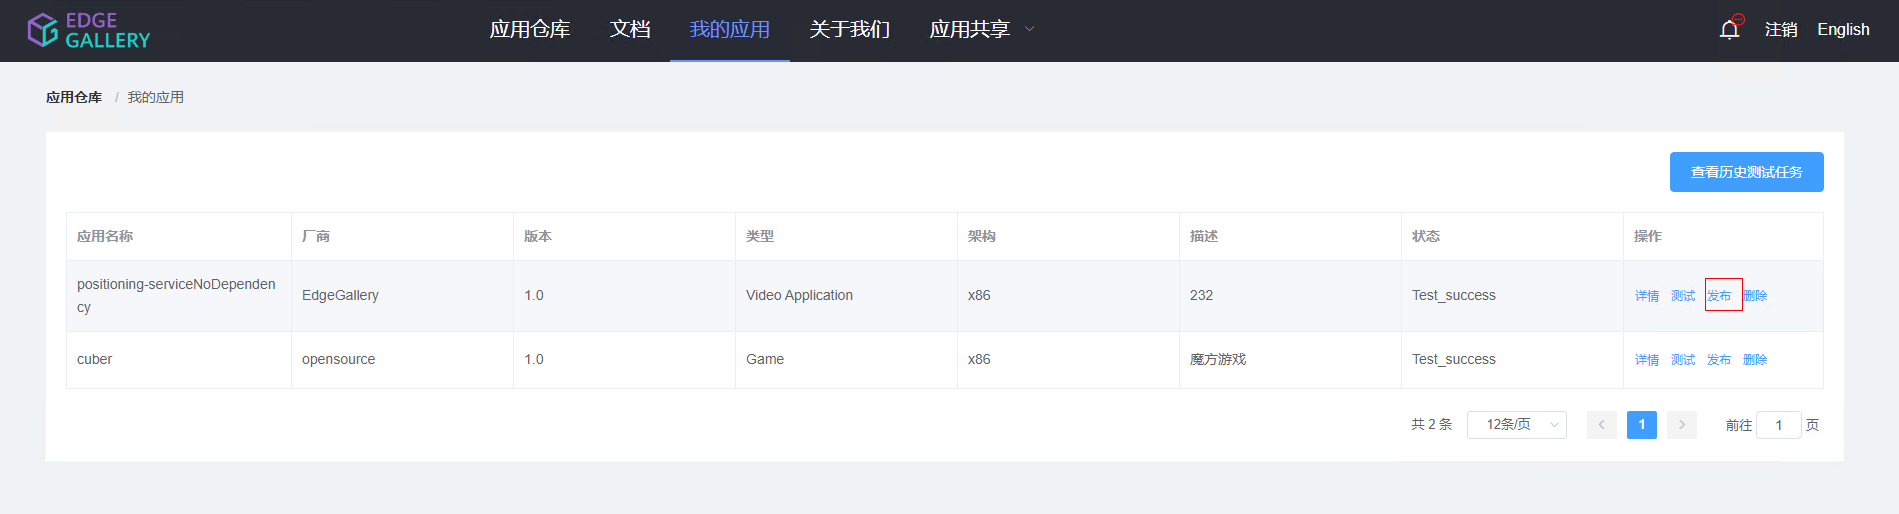 EDGE
GALLERY
应用仓库 文档 我的应用 关于我们 应用共享 注销 English
应用仓库 / 我的应用
查看历史测试任务
应用名称 厂商 版本 类型 架构 描述 状态 操作
positioning-serviceNoDependen
cy EdgeGallery 1.0 Video Application x86 232 Test_success 详情 测试 发布 删除
cuber opensource 1.0 Game x86 魔方游戏 Test_success 详情 测试 发布 删除
共 2 条 12条/页 1 前往 1 页